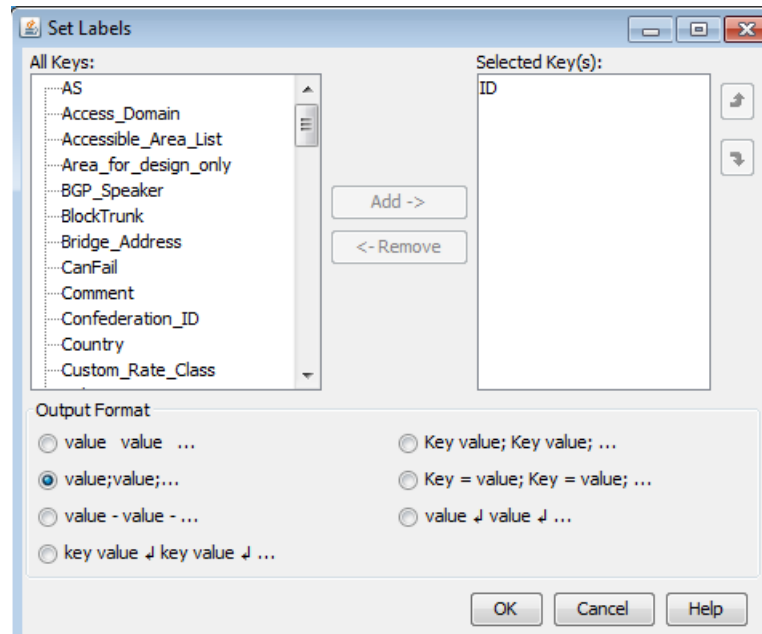 Set Labels
All Keys:
AS
Access_Domain
Accessible_Area_List
Area_for_design_only
BGP_Speaker
BlockTrunk
Bridge_Address
CanFail
Comment
Confederation_ID
Country
Custom_Rate_Class
Add ->
<- Remove
Selected Key(s):
ID
Output Format
value value ...
value;value;...
value - value - ...
key value ↲ key value ↲ ...
Key value; Key value; ...
Key = value; Key = value; ...
value ↲ value ↲ ...
OK
Cancel
Help